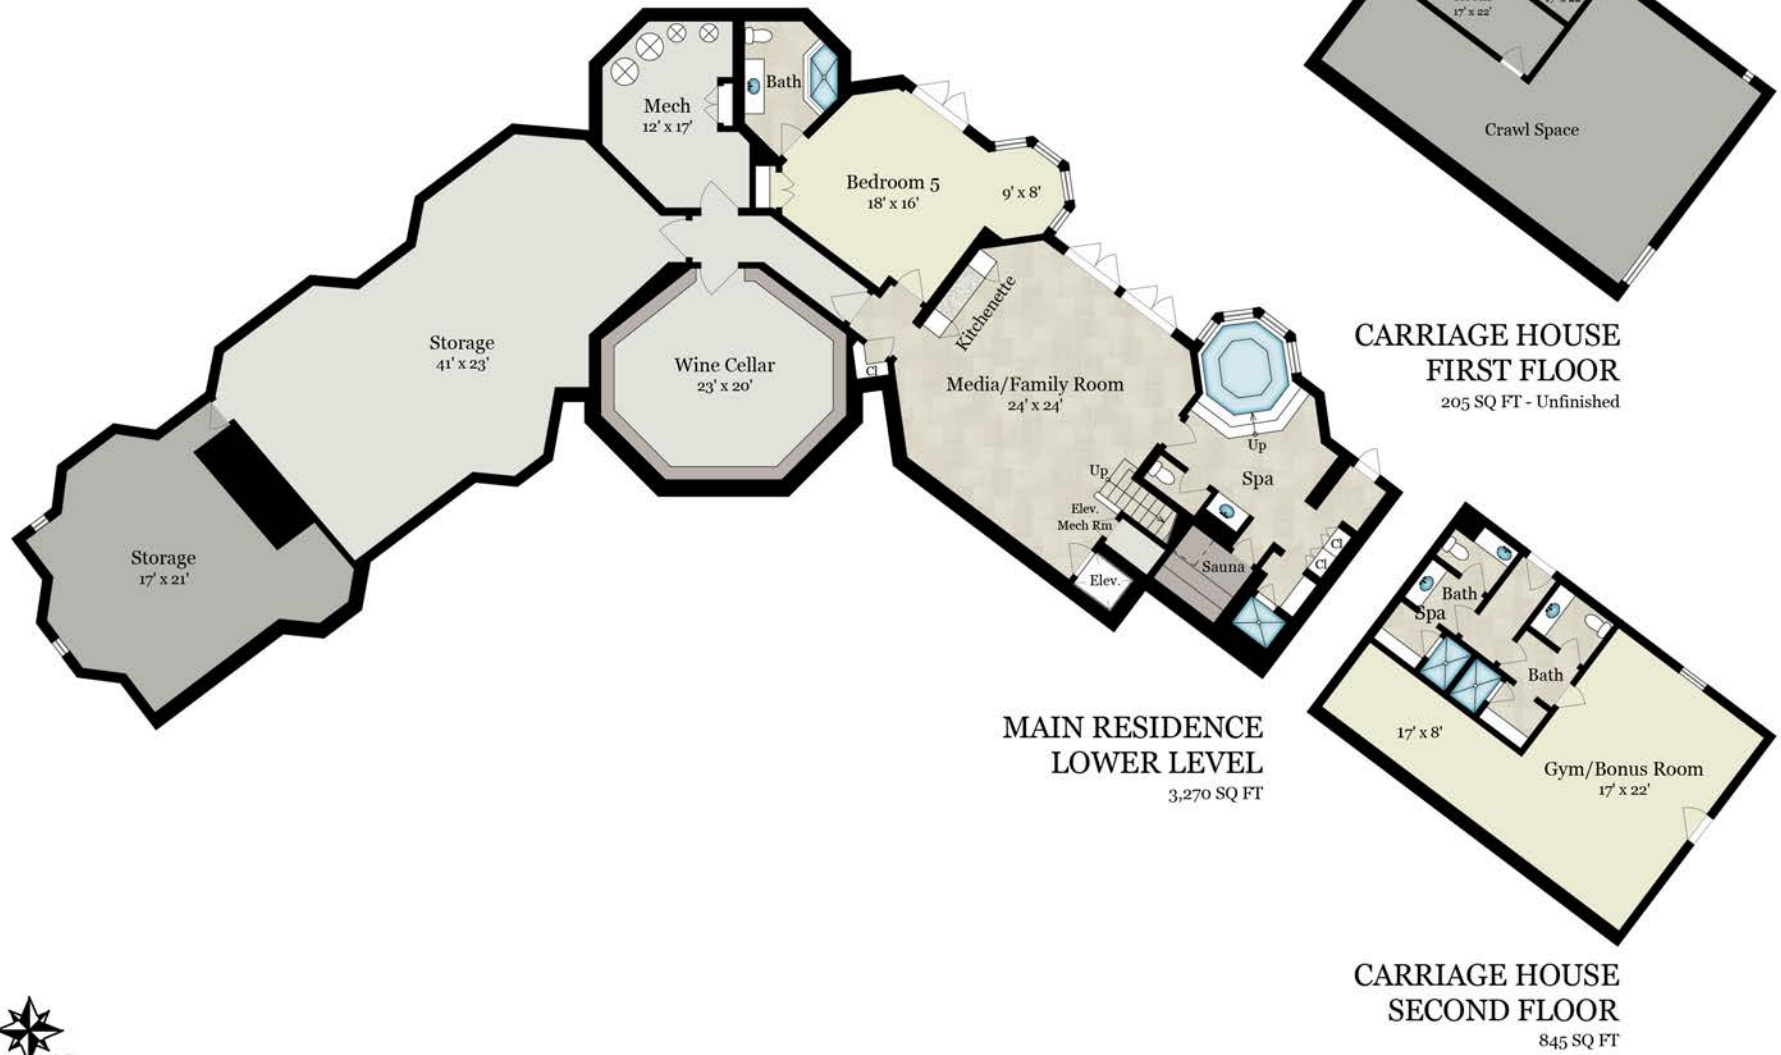 17' x 22'
Crawl Space
CARRIAGE HOUSE
FIRST FLOOR
205 SQ FT - Unfinished
Mech
12' x 17'
Bath
Bedroom 5
18' x 16'
9' x 8'
Storage
41' x 23'
Wine Cellar
23' x 20'
Cl
Kitchenette
Media/Family Room
24' x 24'
Up
Spa
Up
Elev.
Mech Rm
Elev.
Sauna
Cl
Cl
Storage
17' x 21'
MAIN RESIDENCE
LOWER LEVEL
3,270 SQ FT
Bath
Spa
Bath
17' x 8'
Gym/Bonus Room
17' x 22'
CARRIAGE HOUSE
SECOND FLOOR
845 SQ FT